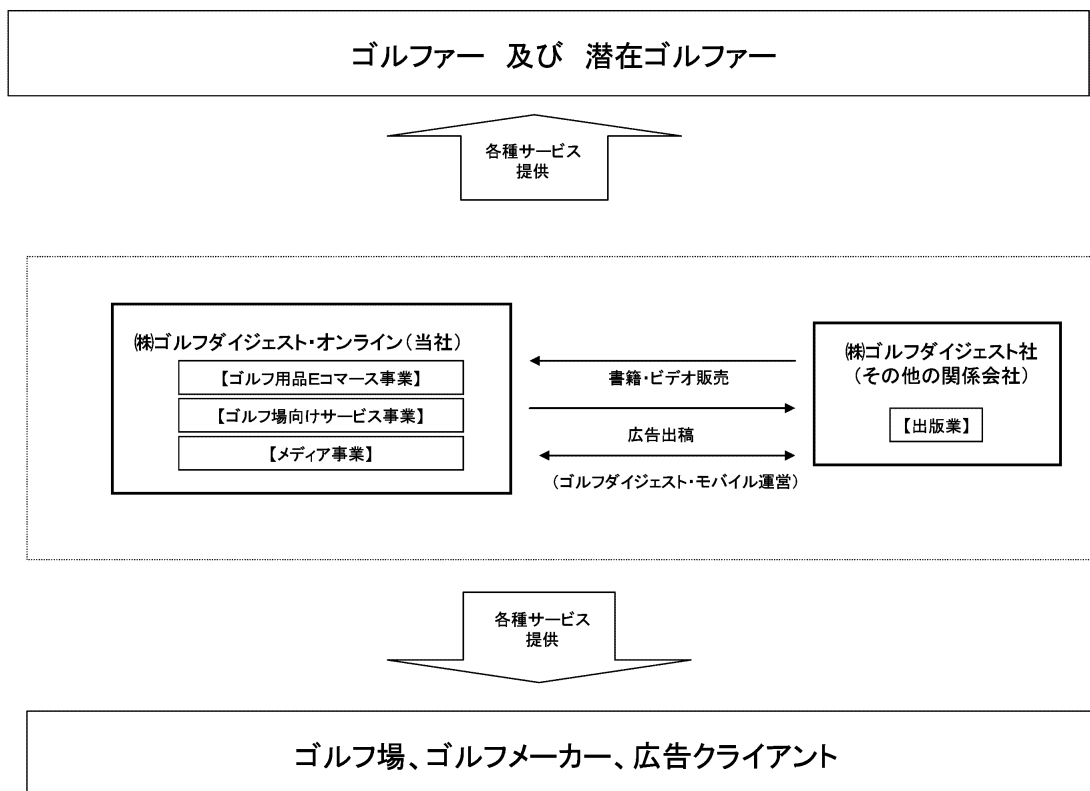 ゴルファー 及び 潜在ゴルファー
各種サービス
提供
㈱ゴルフダイジェスト・オンライン(当社)
【ゴルフ用品Eコマース事業】
【ゴルフ場向けサービス事業】
【メディア事業】
書籍・ビデオ販売
広告出稿
(ゴルフダイジェスト・モバイル運営)
㈱ゴルフダイジェスト社
(その他の関係会社)
【出版業】
各種サービス
提供
ゴルフ場、ゴルフメーカー、広告クライアント